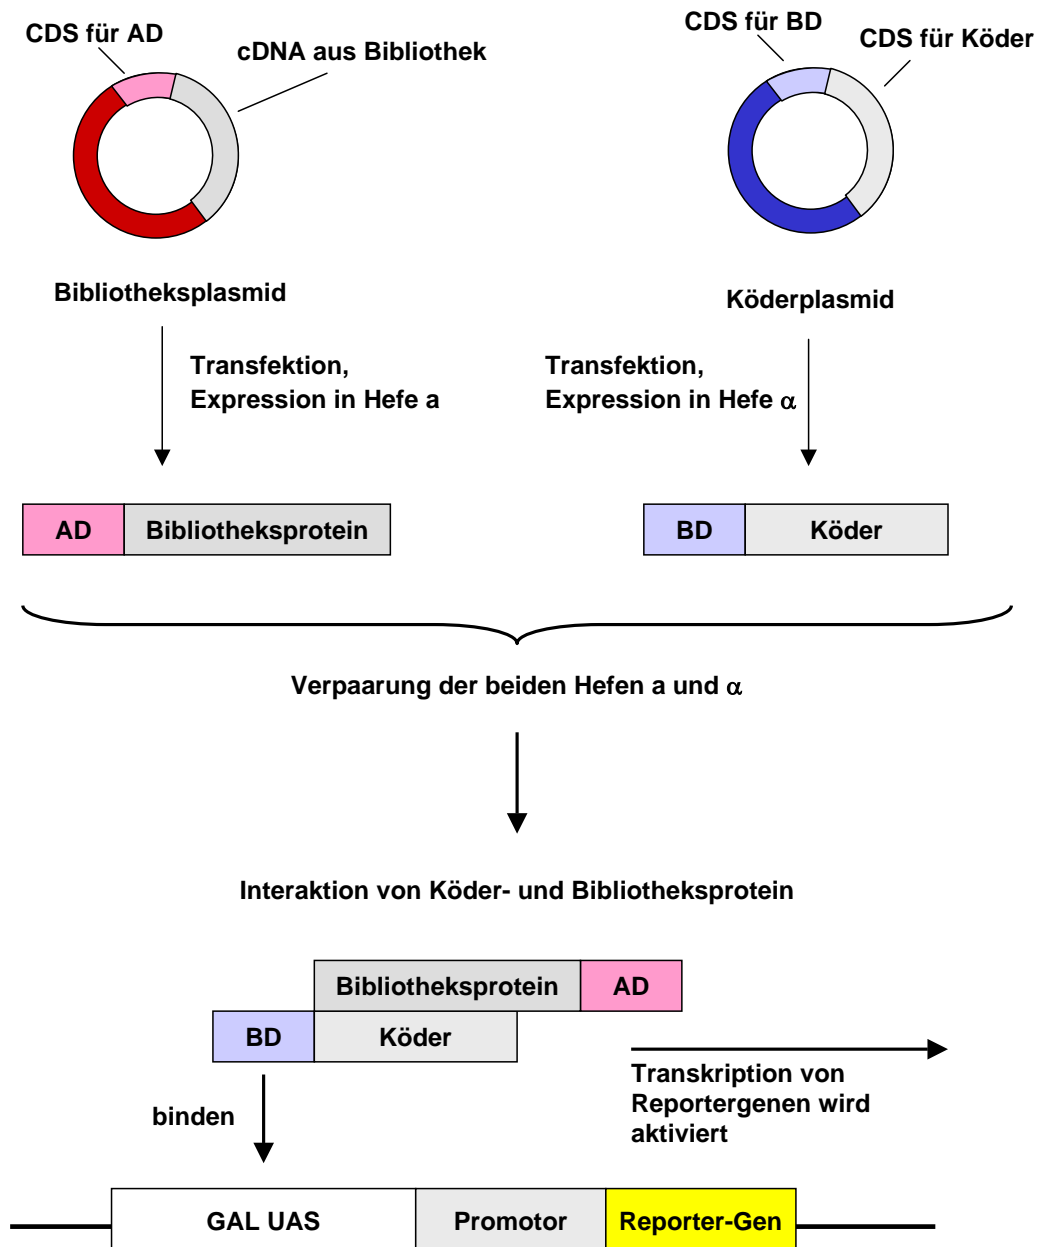 CDS für AD
cDNA aus Bibliothek
CDS für BD
CDS für Köder
Bibliotheksplasmid
Köderplasmid
Transfektion,
Expression in Hefe a
Transfektion,
Expression in Hefe α
AD
Bibliotheksprotein
BD
Köder
Verpaarung der beiden Hefen a und α
Interaktion von Köder- und Bibliotheksprotein
Bibliotheksprotein
AD
BD
Köder
binden
Transkription von
Reportergenen wird
aktiviert
GAL UAS
Promotor
Reporter-Gen